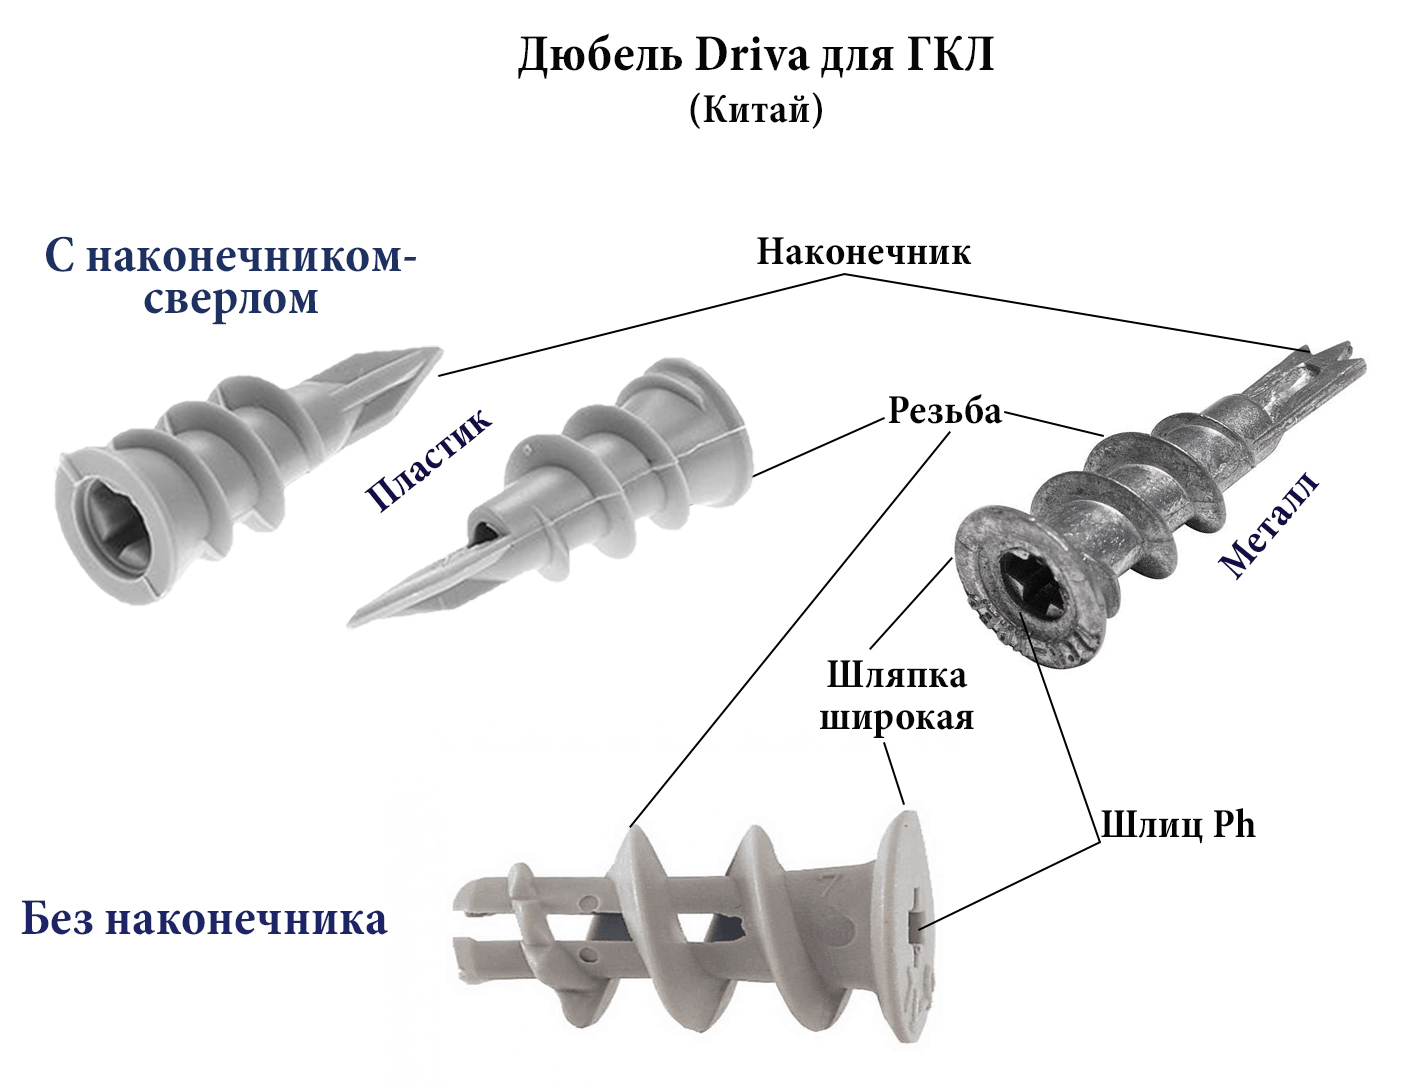 Дюбель Driva для ГКЛ
(Китай)
С наконечником-
сверлом
Наконечник
Пластик
Резьба
Металл
Шляпка
широкая
Шлиц Ph
Без наконечника